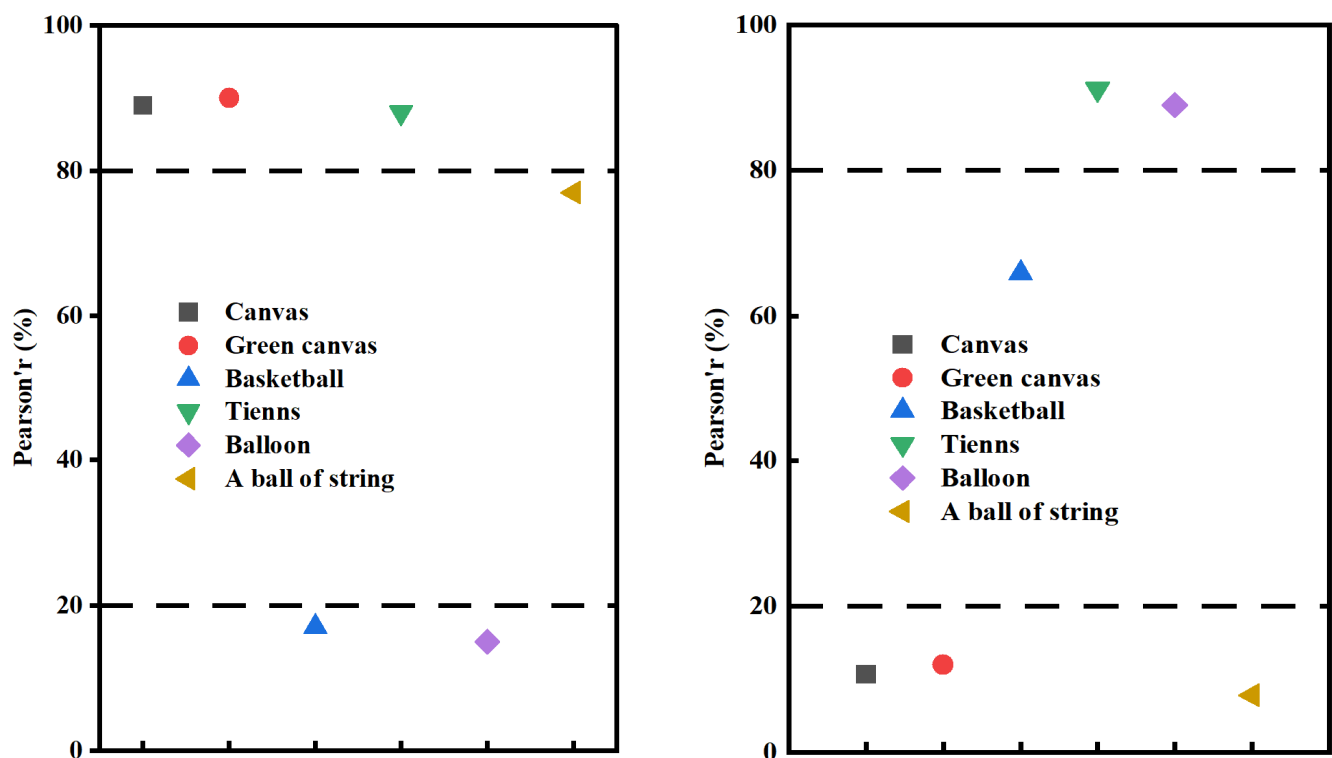 100
80
60
40
20
0
Pearson'r (%)
Canvas
Green canvas
Basketball
Tienns
Balloon
A ball of string
100
80
60
40
20
0
Pearson'r (%)
Canvas
Green canvas
Basketball
Tienns
Balloon
A ball of string